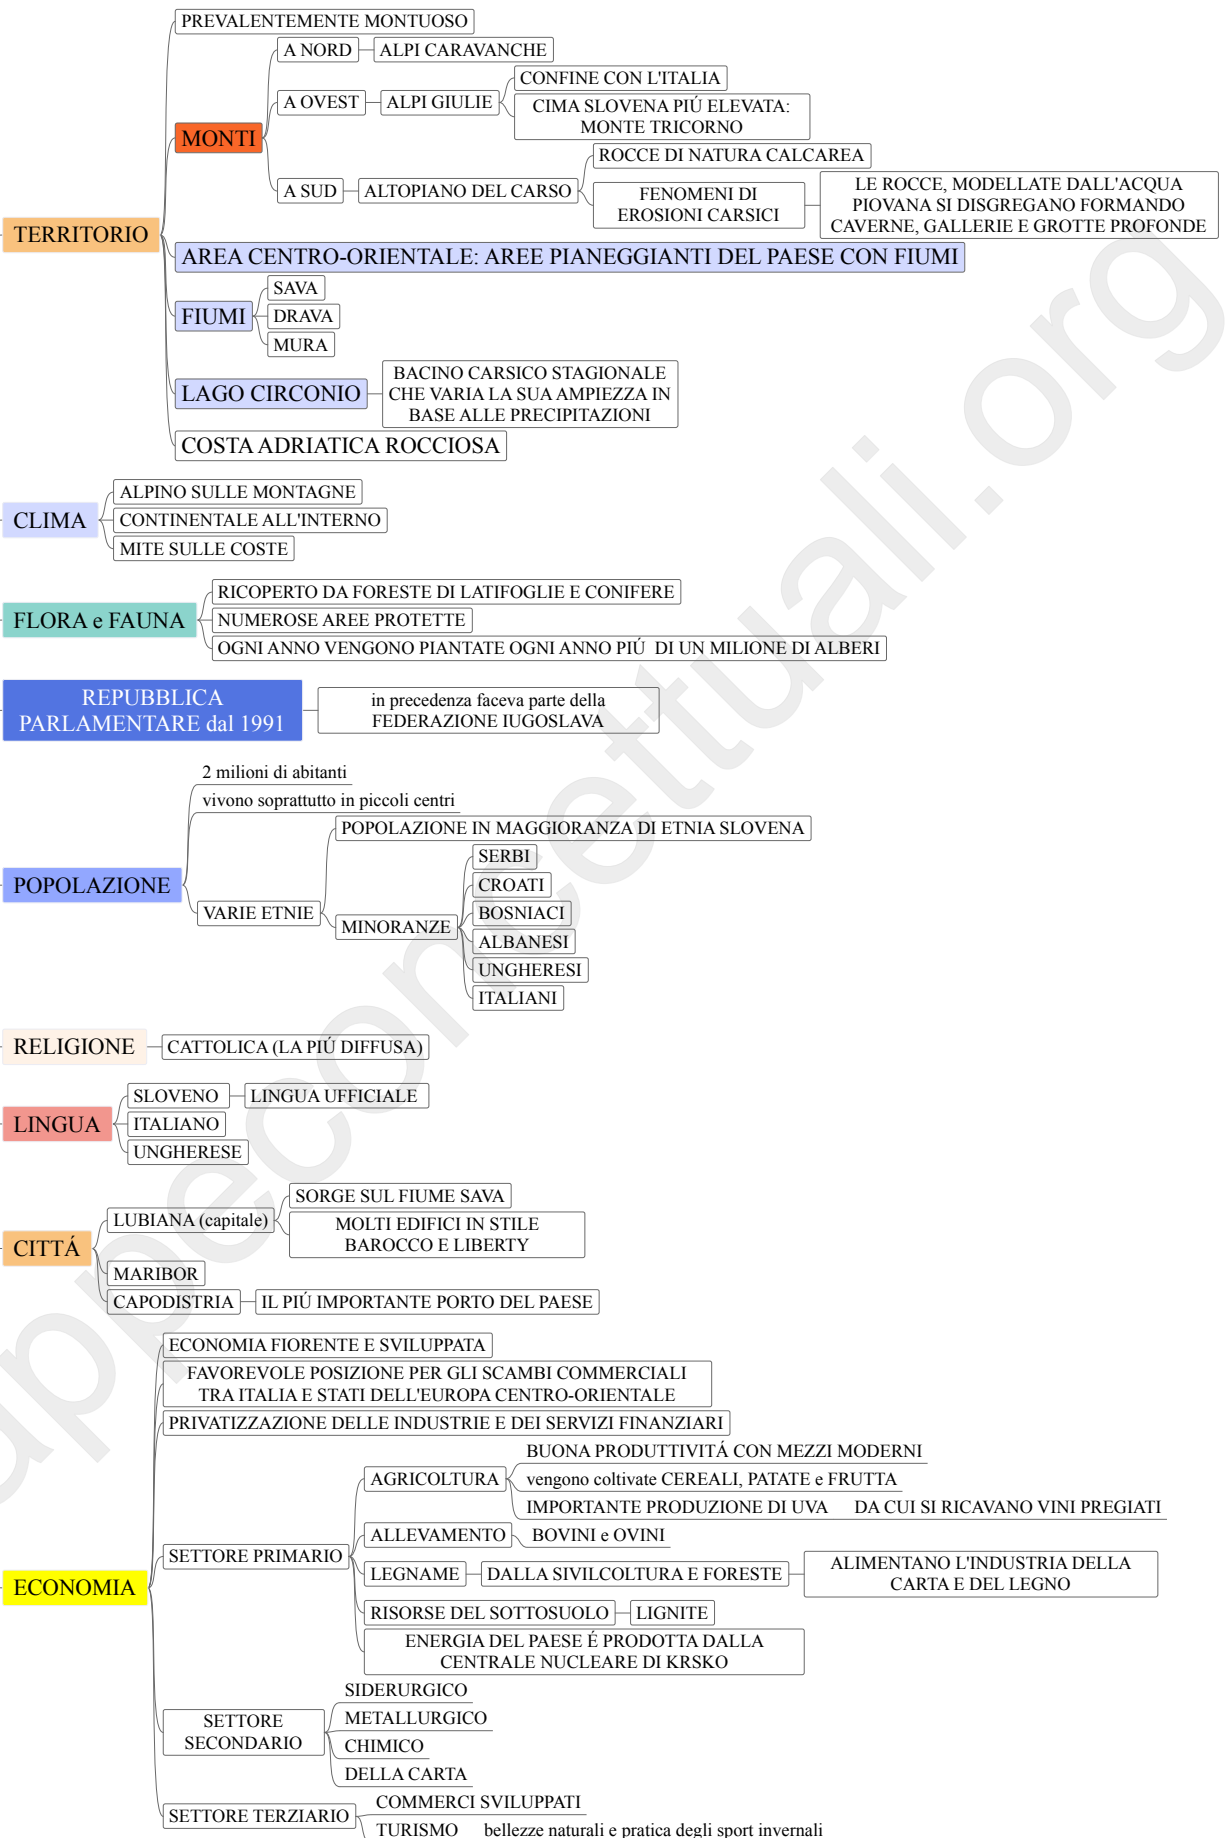 PREVALENTEMENTE MONTUOSO
A NORD
ALPI CARAVANCHE
CONFINE CON L'ITALIA
A OVEST
ALPI GIULIE
CIMA SLOVENA PIÚ ELEVATA:
MONTE TRICORNO
MONTI
ROCCE DI NATURA CALCAREA
A SUD
ALTOPIANO DEL CARSO
FENOMENI DI
EROSIONI CARSICI
LE ROCCE, MODELLATE DALL'ACQUA
PIOVANA SI DISGREGANO FORMANDO
CAVERNE, GALLERIE E GROTTE PROFONDE
TERRITORIO
AREA CENTRO-ORIENTALE: AREE PIANEGGIANTI DEL PAESE CON FIUMI
FIUMI
SAVA
DRAVA
MURA
LAGO CIRCONIO
BACINO CARSICO STAGIONALE
CHE VARIA LA SUA AMPIEZZA IN
BASE ALLE PRECIPITAZIONI
COSTA ADRIATICA ROCCIOSA
CLIMA
ALPINO SULLE MONTAGNE
CONTINENTALE ALL'INTERNO
MITE SULLE COSTE
FLORA e FAUNA
RICOPERTO DA FORESTE DI LATIFOGLIE E CONIFERE
NUMEROSE AREE PROTETTE
OGNI ANNO VENGONO PIANTATE OGNI ANNO PIÚ DI UN MILIONE DI ALBERI
REPUBBLICA
PARLAMENTARE dal 1991
in precedenza faceva parte della
FEDERAZIONE IUGOSLAVA
POPOLAZIONE
2 milioni di abitanti
vivono soprattutto in piccoli centri
VARIE ETNIE
POPOLAZIONE IN MAGGIORANZA DI ETNIA SLOVENA
MINORANZE
SERBI
CROATI
BOSNIACI
ALBANESI
UNGHERESI
ITALIANI
RELIGIONE
CATTOLICA (LA PIÚ DIFFUSA)
LINGUA
SLOVENO
LINGUA UFFICIALE
ITALIANO
UNGHERESE
CITTÁ
LUBIANA (capitale)
SORGE SUL FIUME SAVA
MOLTI EDIFICI IN STILE
BAROCCO E LIBERTY
MARIBOR
CAPODISTRIA
IL PIÚ IMPORTANTE PORTO DEL PAESE
ECONOMIA
ECONOMIA FIORENTE E SVILUPPATA
FAVOREVOLE POSIZIONE PER GLI SCAMBI COMMERCIALI
TRA ITALIA E STATI DELL'EUROPA CENTRO-ORIENTALE
PRIVATIZZAZIONE DELLE INDUSTRIE E DEI SERVIZI FINANZIARI
SETTORE PRIMARIO
AGRICOLTURA
BUONA PRODUTTIVITÁ CON MEZZI MODERNI
vengono coltivate CEREALI, PATATE e FRUTTA
IMPORTANTE PRODUZIONE DI UVA
DA CUI SI RICAVANO VINI PREGIATI
ALLEVAMENTO
BOVINI e OVINI
LEGNAME
DALLA SIVILCOLTURA E FORESTE
ALIMENTANO L'INDUSTRIA DELLA
CARTA E DEL LEGNO
RISORSE DEL SOTTOSUOLO
LIGNITE
ENERGIA DEL PAESE É PRODOTTA DALLA
CENTRALE NUCLEARE DI KRSKO
SETTORE
SECONDARIO
SIDERURGICO
METALLURGICO
CHIMICO
DELLA CARTA
SETTORE TERZIARIO
COMMERCI SVILUPPATI
TURISMO
bellezze naturali e pratica degli sport invernali
appeconcettuali.org